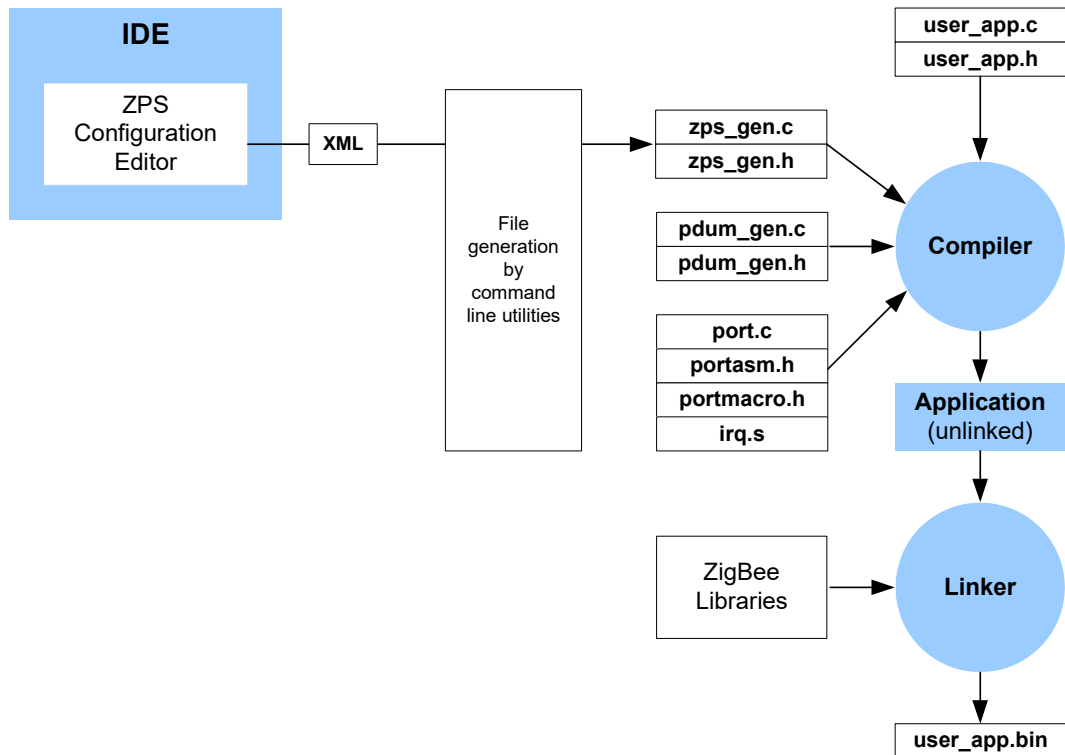 IDE
ZPS
Configuration
Editor
XML
File
generation
by
command
line utilities
zps_gen.c
zps_gen.h
pdum_gen.c
pdum_gen.h
port.c
portasm.h
portmacro.h
irq.s
user_app.c
user_app.h
Compiler
Application
(unlinked)
ZigBee
Libraries
Linker
user_app.bin